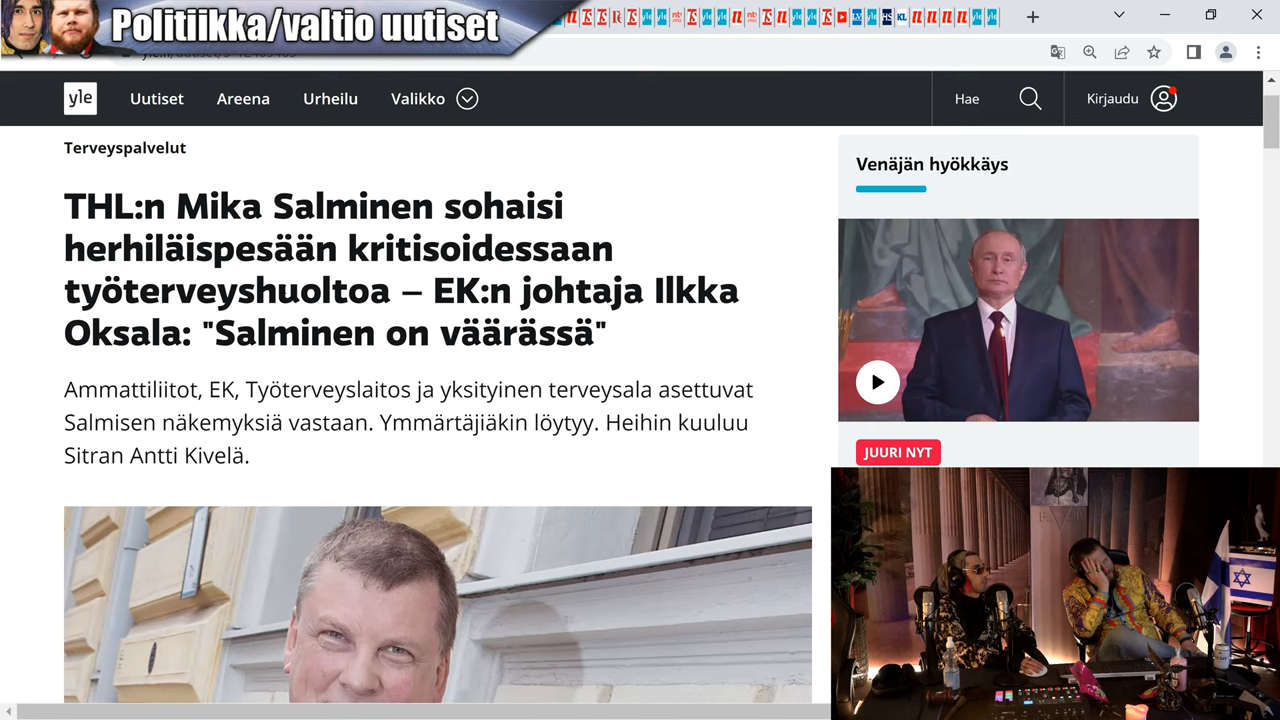 Politiikka/valtio uutiset
yle
Uutiset
Areena
Urheilu
Valikko
Hae
Kirjaudu
Terveyspalvelut
THL:n Mika Salminen sohaisi
herhiläispesään kritisoidessaan
työterveyshuoltoa – EK:n johtaja Ilkka
Oksala: "Salminen on väärässä"
Ammattiliitot, EK, Työterveyslaitos ja yksityinen terveysala asettuvat
Salmisen näkemyksiä vastaan. Ymmärtäjiäkin löytyy. Heihin kuuluu
Sitran Antti Kivelä.
Venäjän hyökkäys
JUURI NYT